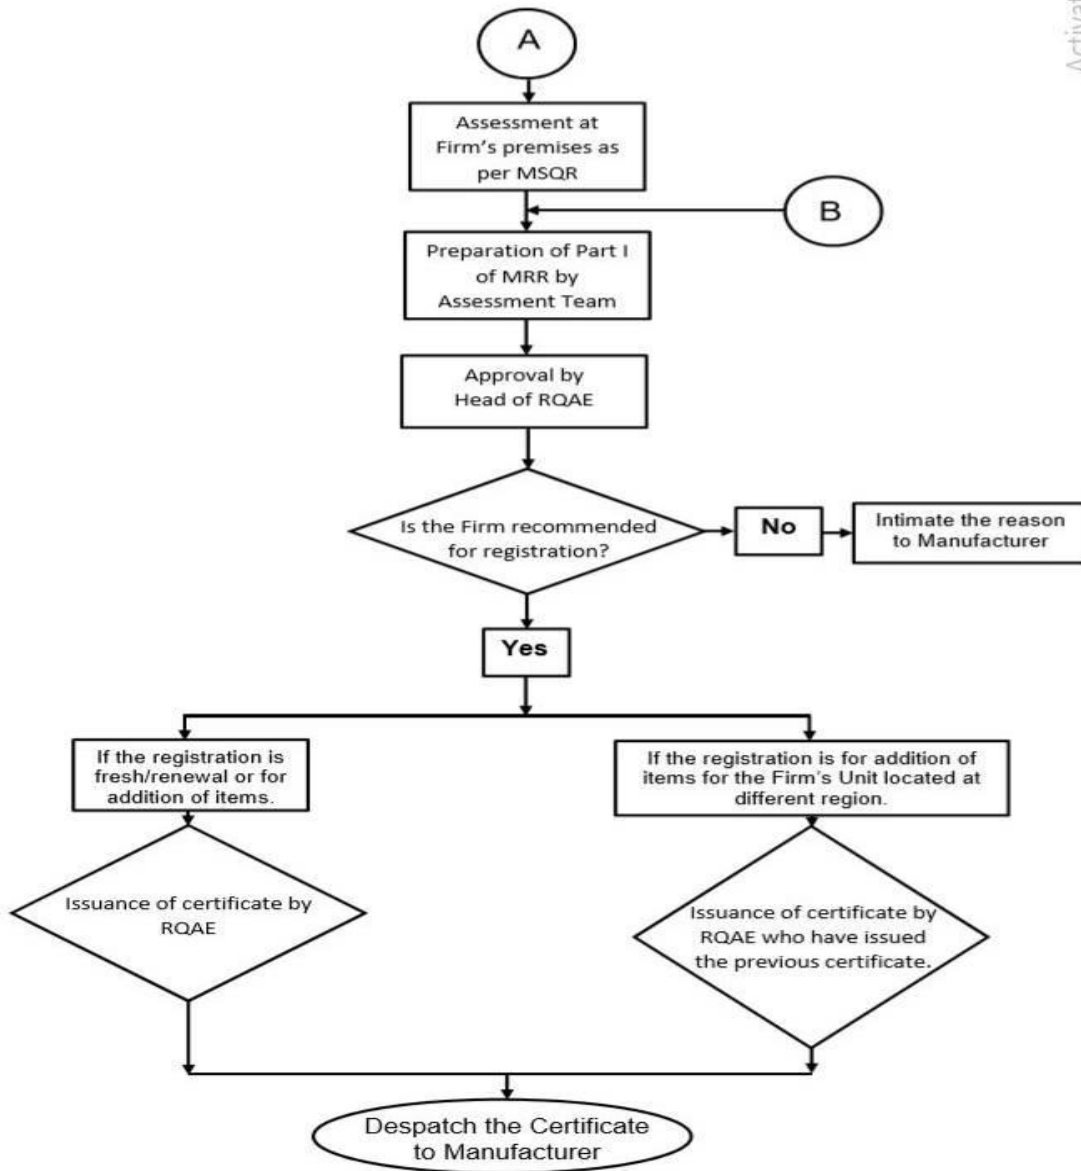 A
Assessment at
Firm's premises as
per MSQR
B
Preparation of Part I
of MRR by
Assessment Team
Approval by
Head of RQAE
Is the Firm recommended
for registration?
No
Intimate the reason
to Manufacturer
Yes
If the registration is
fresh/renewal or for
addition of items.
If the registration is for addition of
items for the Firm's Unit located at
different region.
Issuance of certificate by
RQAE
Issuance of certificate by
RQAE who have issued
the previous certificate.
Despatch the Certificate
to Manufacturer